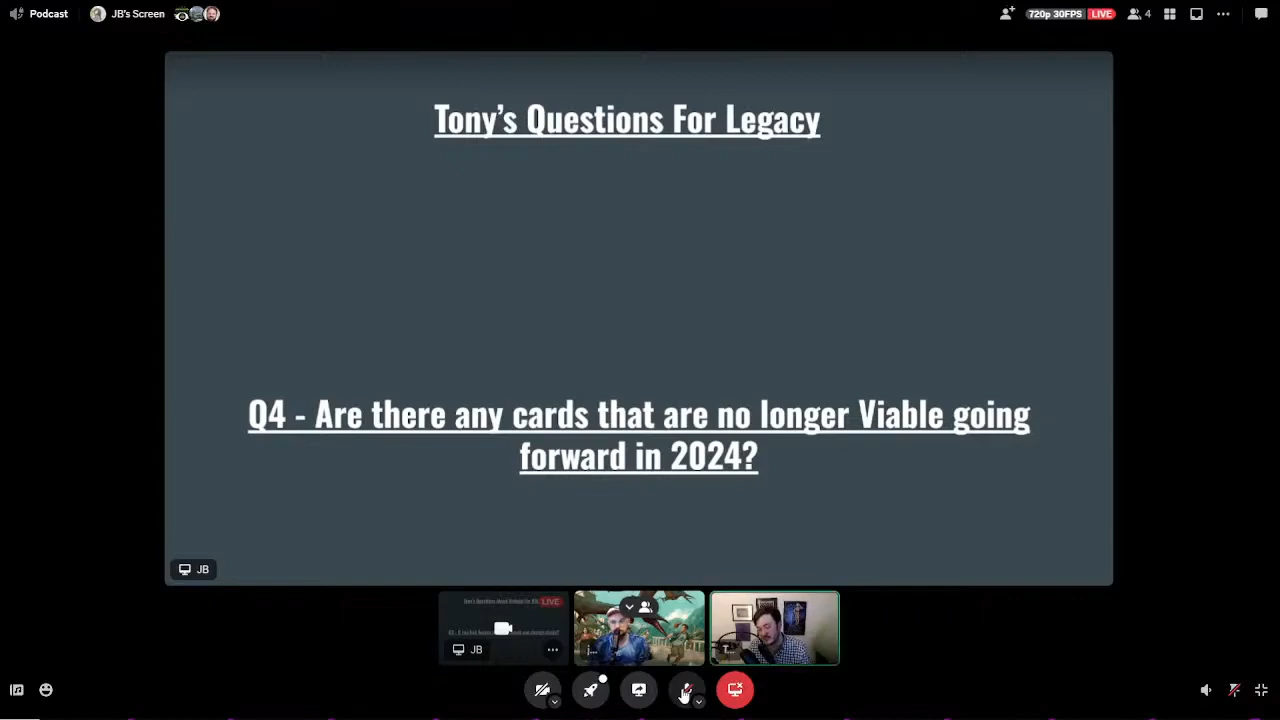 Podcast
JB's Screen
720p 30FPS
LIVE
4
Tony's Questions For Legacy
Q4 - Are there any cards that are no longer Viable going
forward in 2024?
JB
LIVE
JB
j...
T...